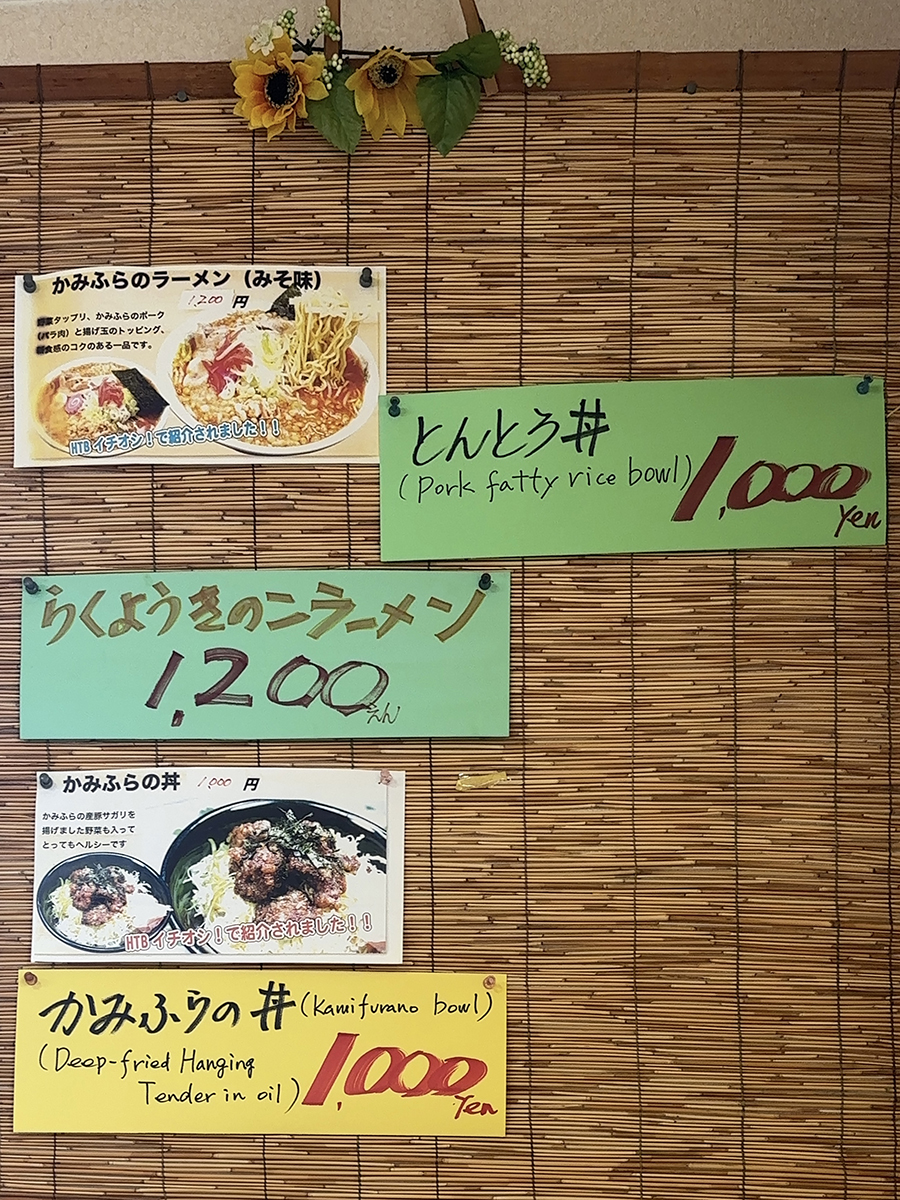 かみふらのラーメン（みそ味）
1,200 円
野菜タップリ、かみふらのポーク
(バラ肉）と揚げ玉のトッピング、
食感のコクのある一品です。
HTB イチオシ！で紹介されました！！
とんとろ丼
(Pork fatty rice bowl)
1,000
Yen
らくようきのこラーメン
1,200
えん
かみふらの丼 1,000 円
かみふらの産豚サガリを
揚げました野菜も入って
とってもヘルシーです
HTB イチオシ！で紹介されました！！
かみふらの丼 (Kamifurano bowl)
(Deep-fried Hanging
Tender in oil)
1,000
Yen